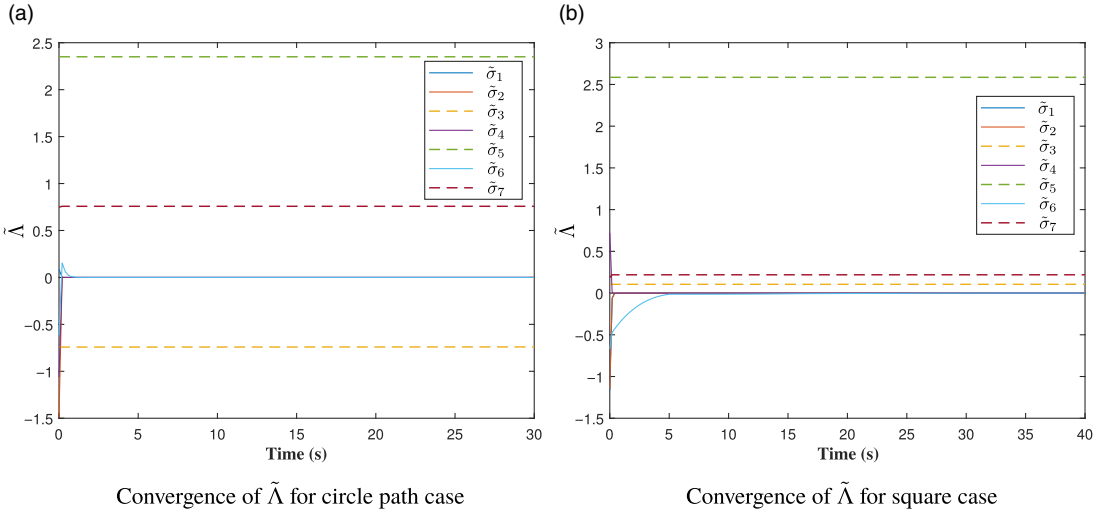 (a)
2.5
2
1.5
1
0.5
0
−0.5
−1
−1.5
Λ̃
0 5 10 15 20 25 30
Time (s)
σ̃1
σ̃2
σ̃3
σ̃4
σ̃5
σ̃6
σ̃7
Convergence of Λ̃ for circle path case
(b)
3
2.5
2
1.5
1
0.5
0
−0.5
−1
−1.5
Λ̃
0 5 10 15 20 25 30 35 40
Time (s)
σ̃1
σ̃2
σ̃3
σ̃4
σ̃5
σ̃6
σ̃7
Convergence of Λ̃ for square case